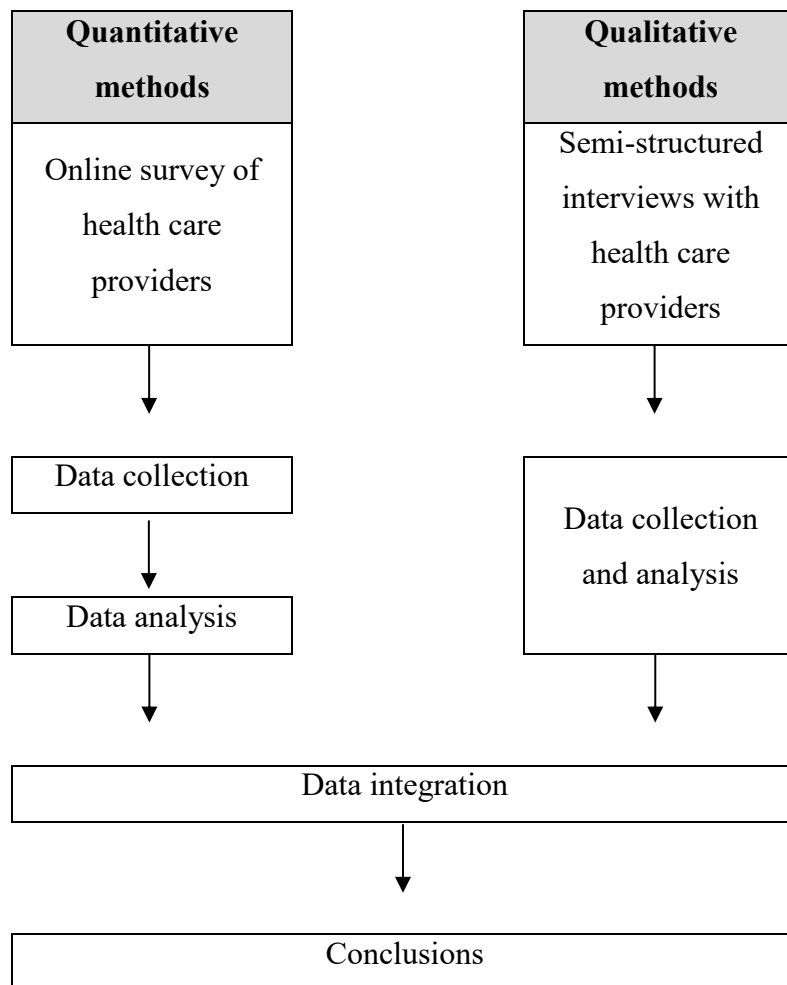 Quantitative
methods
Online survey of
health care
providers
Qualitative
methods
Semi-structured
interviews with
health care
providers
Data collection
Data analysis
Data collection
and analysis
Data integration
Conclusions